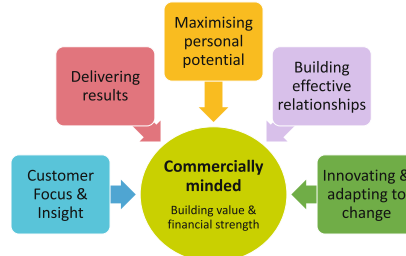 Maximising
personal
potential
Delivering
results
Building
effective
relationships
Customer
Focus &
Insight
Commercially
minded
Building value &
financial strength
Innovating &
adapting to
change